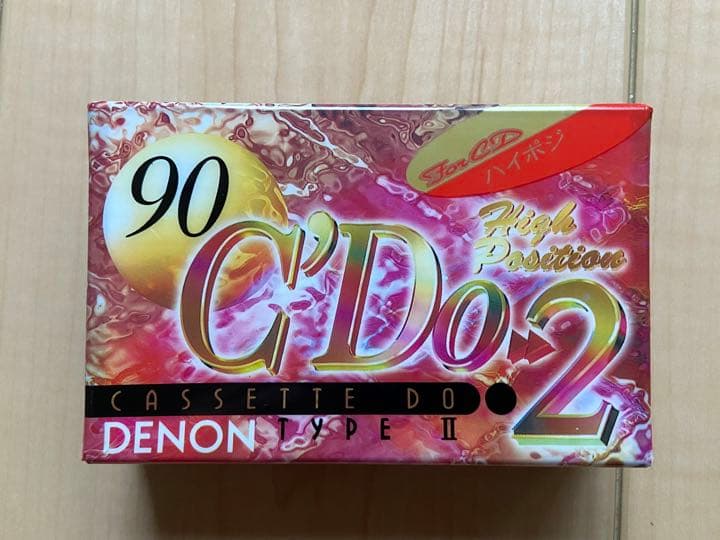 For CD
ハイポジ
90
High
Position
C'Do▸▸2
CASSETTE DO
DENON TYPE II